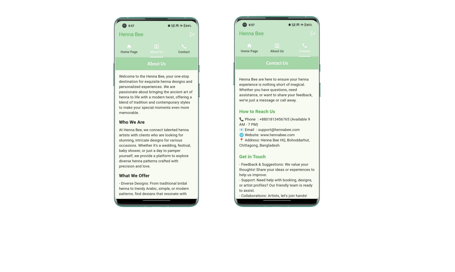 Henna Bee
Home Page
About Us
Contact
About Us
Welcome to the Henna Bee, your one stop
destination for exquisite henna designs and
personalized experiences. We are
passionate about bringing the ancient art of
henna to life with a modern twist, offering a
blend of tradition and contemporary styles
to make your special moments even more
memorable.
Who We Are
At Henna Bee, we connect talented henna
artists with clients who are looking for
stunning, intricate designs for various
occasions. Whether it's a wedding, festival,
baby shower, or just a day to pamper
yourself, we provide a platform to explore
diverse henna patterns crafted with
precision and love.
What We Offer
- Diverse Designs: From traditional bridal
henna to trendy Arabic, simple, or modern
patterns, find designs that resonate with
Henna Bee
Home Page
About Us
Contact
Contact Us
Henna Bee are here to ensure your henna
experience is nothing short of magical.
Whether you have questions, need
assistance, or want to share your feedback,
we're just a message or call away.
How to Reach Us
Phone : +8801813456765 (Available 9
AM - 7 PM)
Email : support@hennabee.com
Website: www.hennabee.com
Address: Henna Bee HQ, Bohoddarhat,
Chittagong, Bangladesh
Get in Touch
- Feedback & Suggestions: We value your
thoughts! Share your ideas or experiences to
help us improve.
- Support: Need help with booking, designs,
or artist profiles? Our friendly team is ready
to assist.
- Collaborations: Artists, let's join hands!